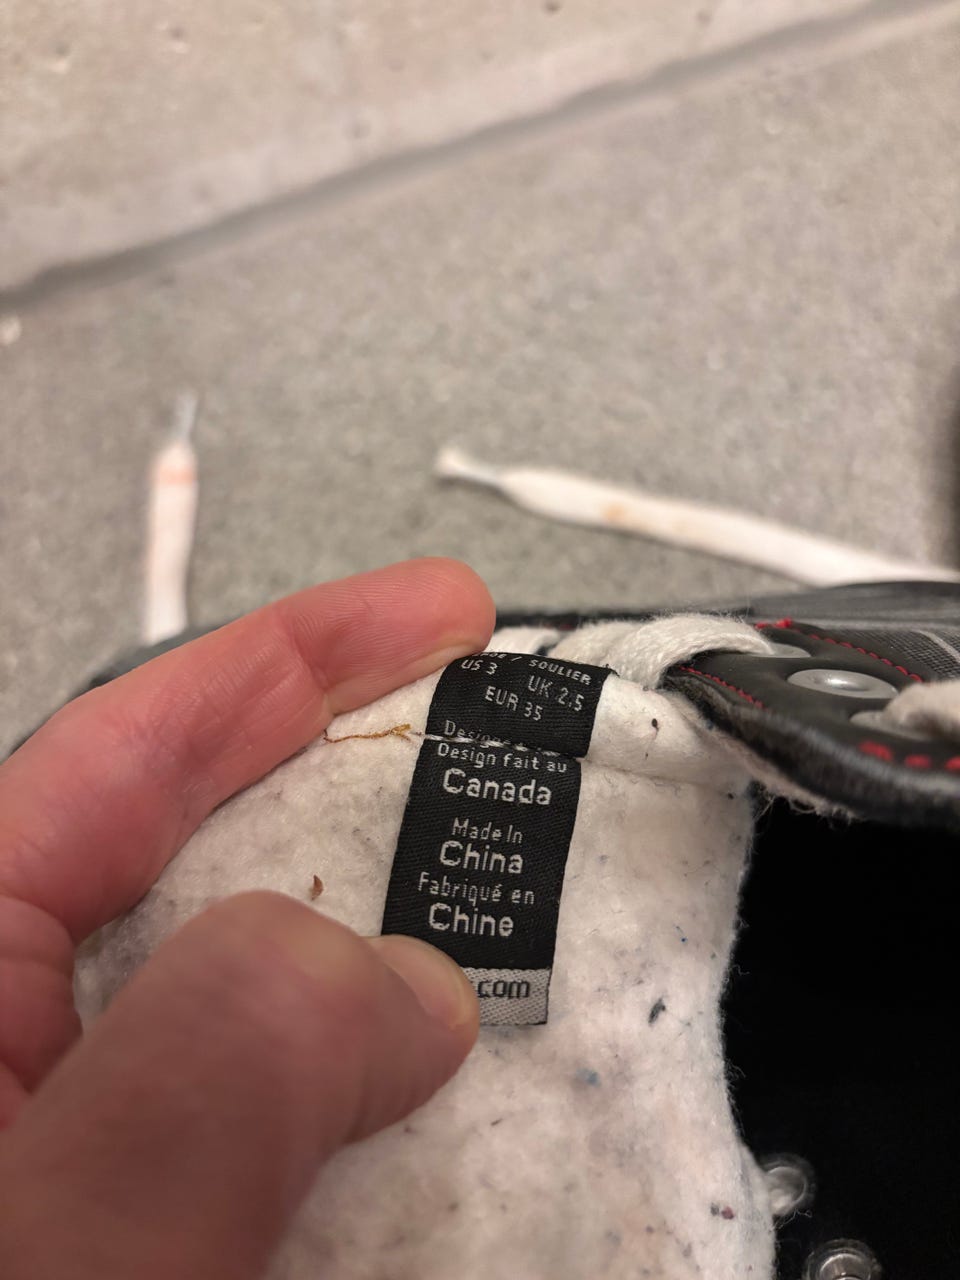 / SOULIER
US 3 UK 2.5
EUR 35
Design fait au
Canada
Made In
China
Fabriqué en
Chine
.com